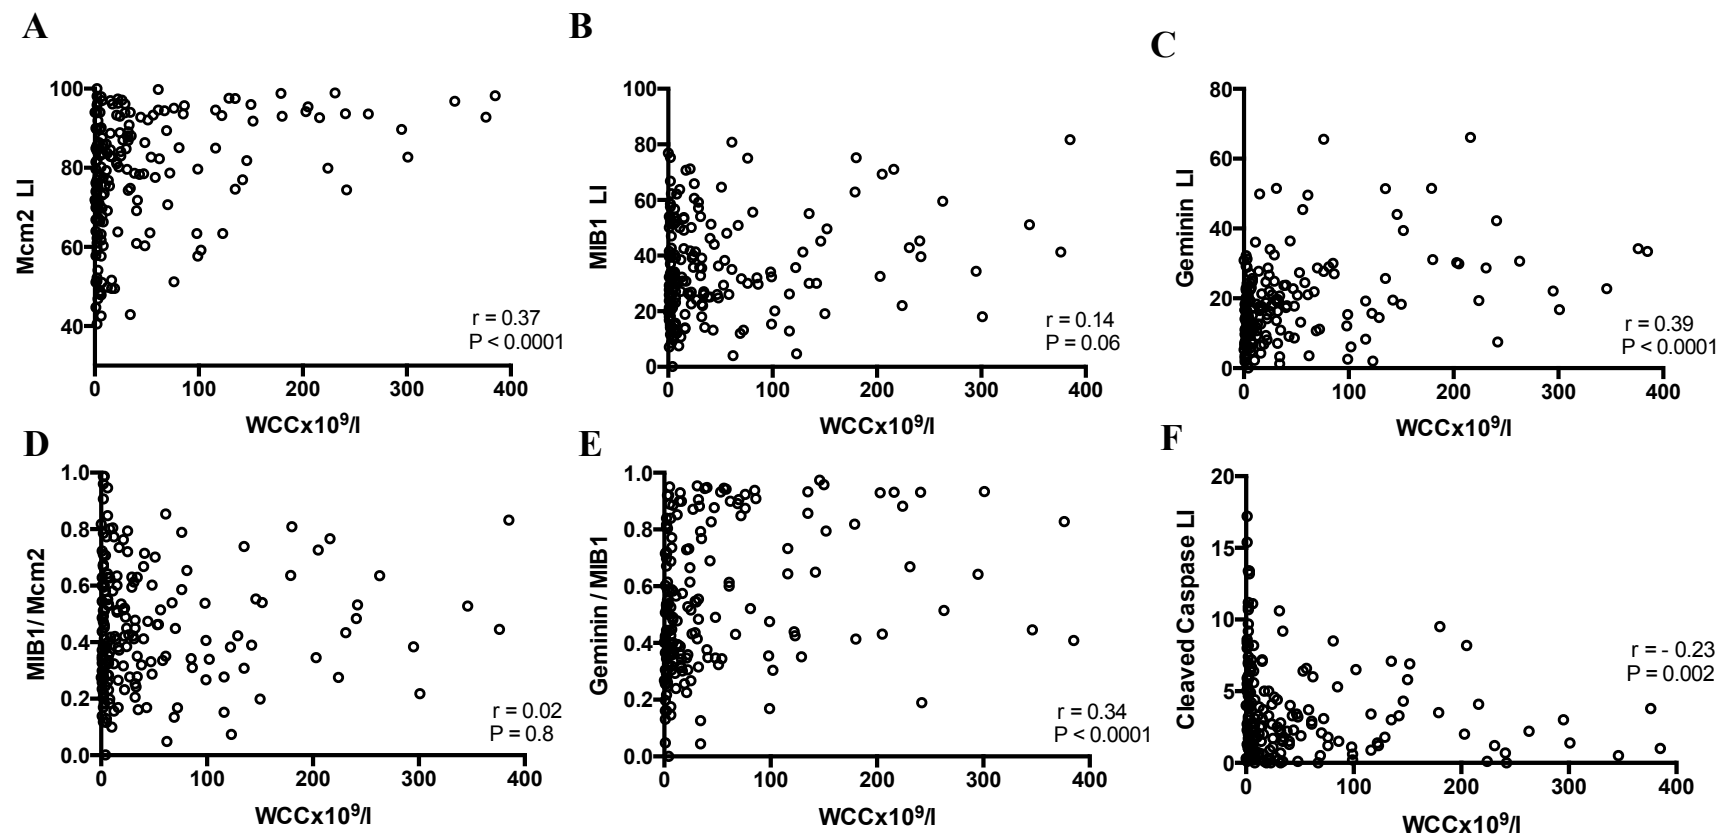 A
100
80
60
40
Mcm2 LI
r = 0.37
P < 0.0001
0 100 200 300 400
WCCx10⁹/l
B
100
80
60
40
20
0
MIB1 LI
r = 0.14
P = 0.06
0 100 200 300 400
WCCx10⁹/l
C
80
60
40
20
0
Geminin LI
r = 0.39
P < 0.0001
0 100 200 300 400
WCCx10⁹/l
D
1.0
0.8
0.6
0.4
0.2
0.0
MIB1/ Mcm2
r = 0.02
P = 0.8
0 100 200 300 400
WCCx10⁹/l
E
1.0
0.8
0.6
0.4
0.2
0.0
Geminin / MIB1
r = 0.34
P < 0.0001
0 100 200 300 400
WCCx10⁹/l
F
20
15
10
5
0
Cleaved Caspase LI
r = - 0.23
P = 0.002
0 100 200 300 400
WCCx10⁹/l